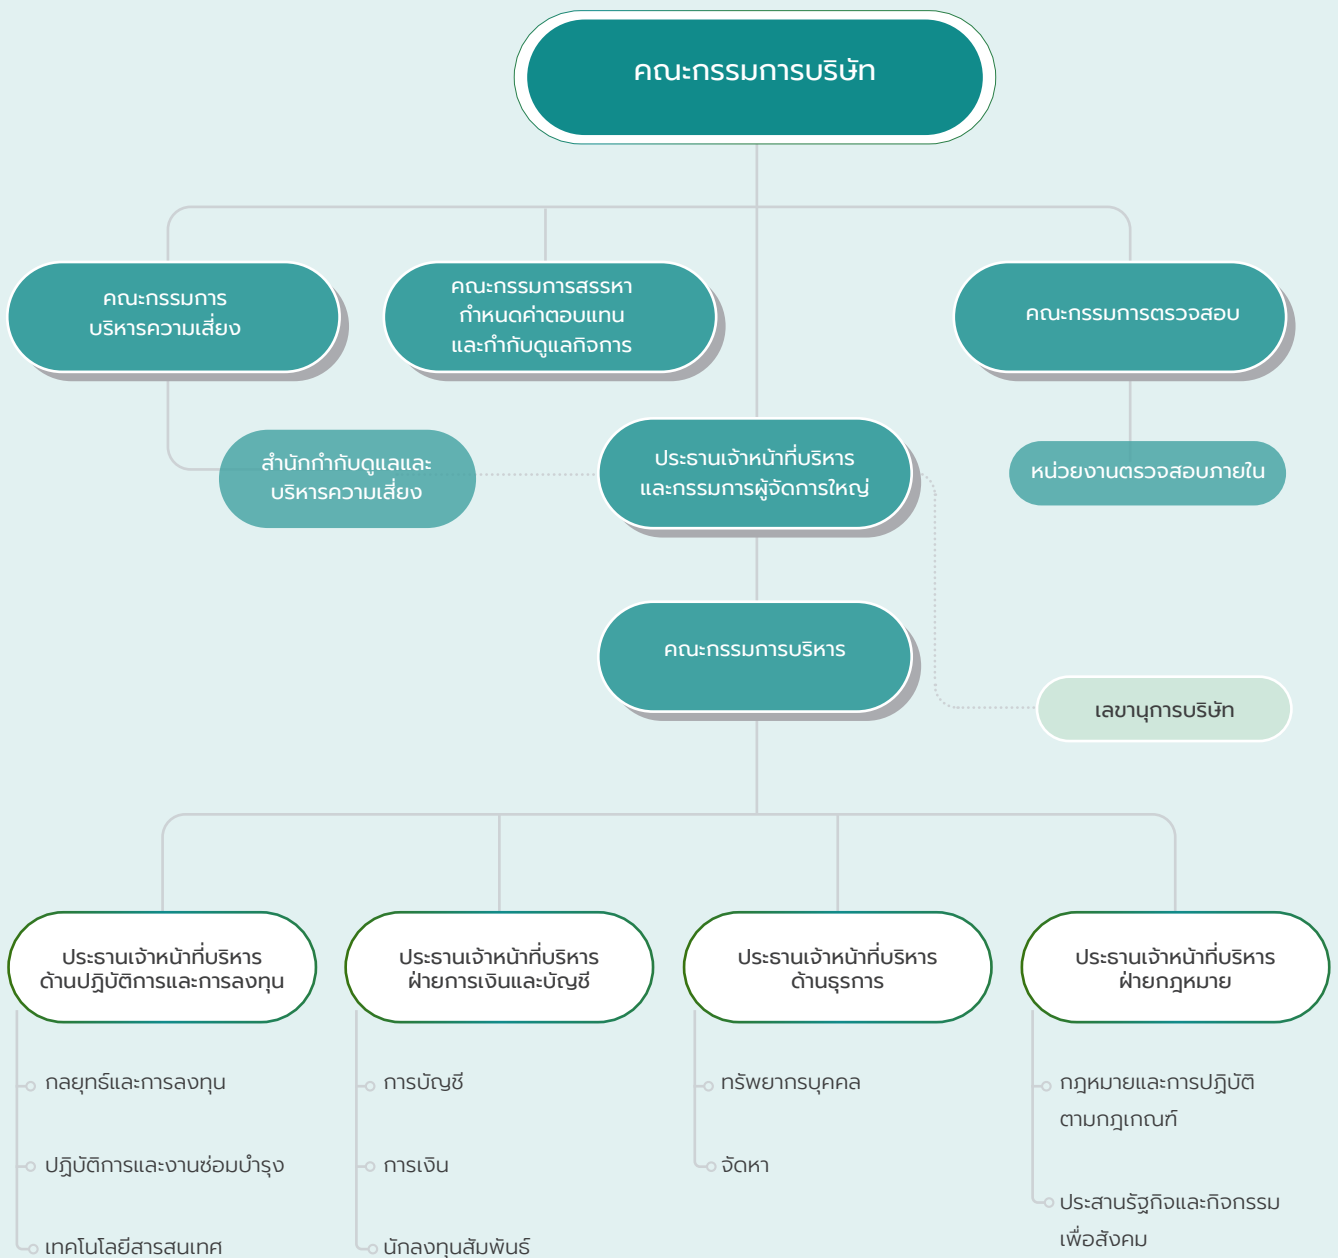 คณะกรรมการบริษัท
คณะกรรมการ
บริหารความเสี่ยง
คณะกรรมการสรรหา
กำหนดค่าตอบแทน
และกำกับดูแลกิจการ
คณะกรรมการตรวจสอบ
สำนักกำกับดูแลและ
บริหารความเสี่ยง
ประธานเจ้าหน้าที่บริหาร
และกรรมการผู้จัดการใหญ่
หน่วยงานตรวจสอบภายใน
คณะกรรมการบริหาร
เลขานุการบริษัท
ประธานเจ้าหน้าที่บริหาร
ด้านปฏิบัติการและการลงทุน
กลยุทธ์และการลงทุน
ปฏิบัติการและงานซ่อมบำรุง
เทคโนโลยีสารสนเทศ
ประธานเจ้าหน้าที่บริหาร
ฝ่ายการเงินและบัญชี
การบัญชี
การเงิน
นักลงทุนสัมพันธ์
ประธานเจ้าหน้าที่บริหาร
ด้านธุรการ
ทรัพยากรบุคคล
จัดหา
ประธานเจ้าหน้าที่บริหาร
ฝ่ายกฎหมาย
กฎหมายและการปฏิบัติ
ตามกฎเกณฑ์
ประสานรัฐกิจและกิจกรรม
เพื่อสังคม